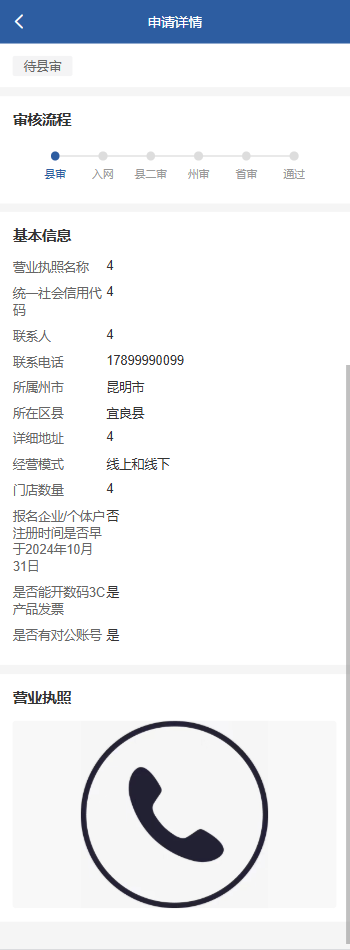 申请详情
待县审
审核流程
县审 入网 县二审 州审 省审 通过
基本信息
营业执照名称 4
统一社会信用代 4
码
联系人 4
联系电话 17899990099
所属州市 昆明市
所在区县 宜良县
详细地址 4
经营模式 线上和线下
门店数量 4
报名企业/个体户 否
注册时间是否早
于2024年10月
31日
是否能开数码3C 是
产品发票
是否有对公账号 是
营业执照